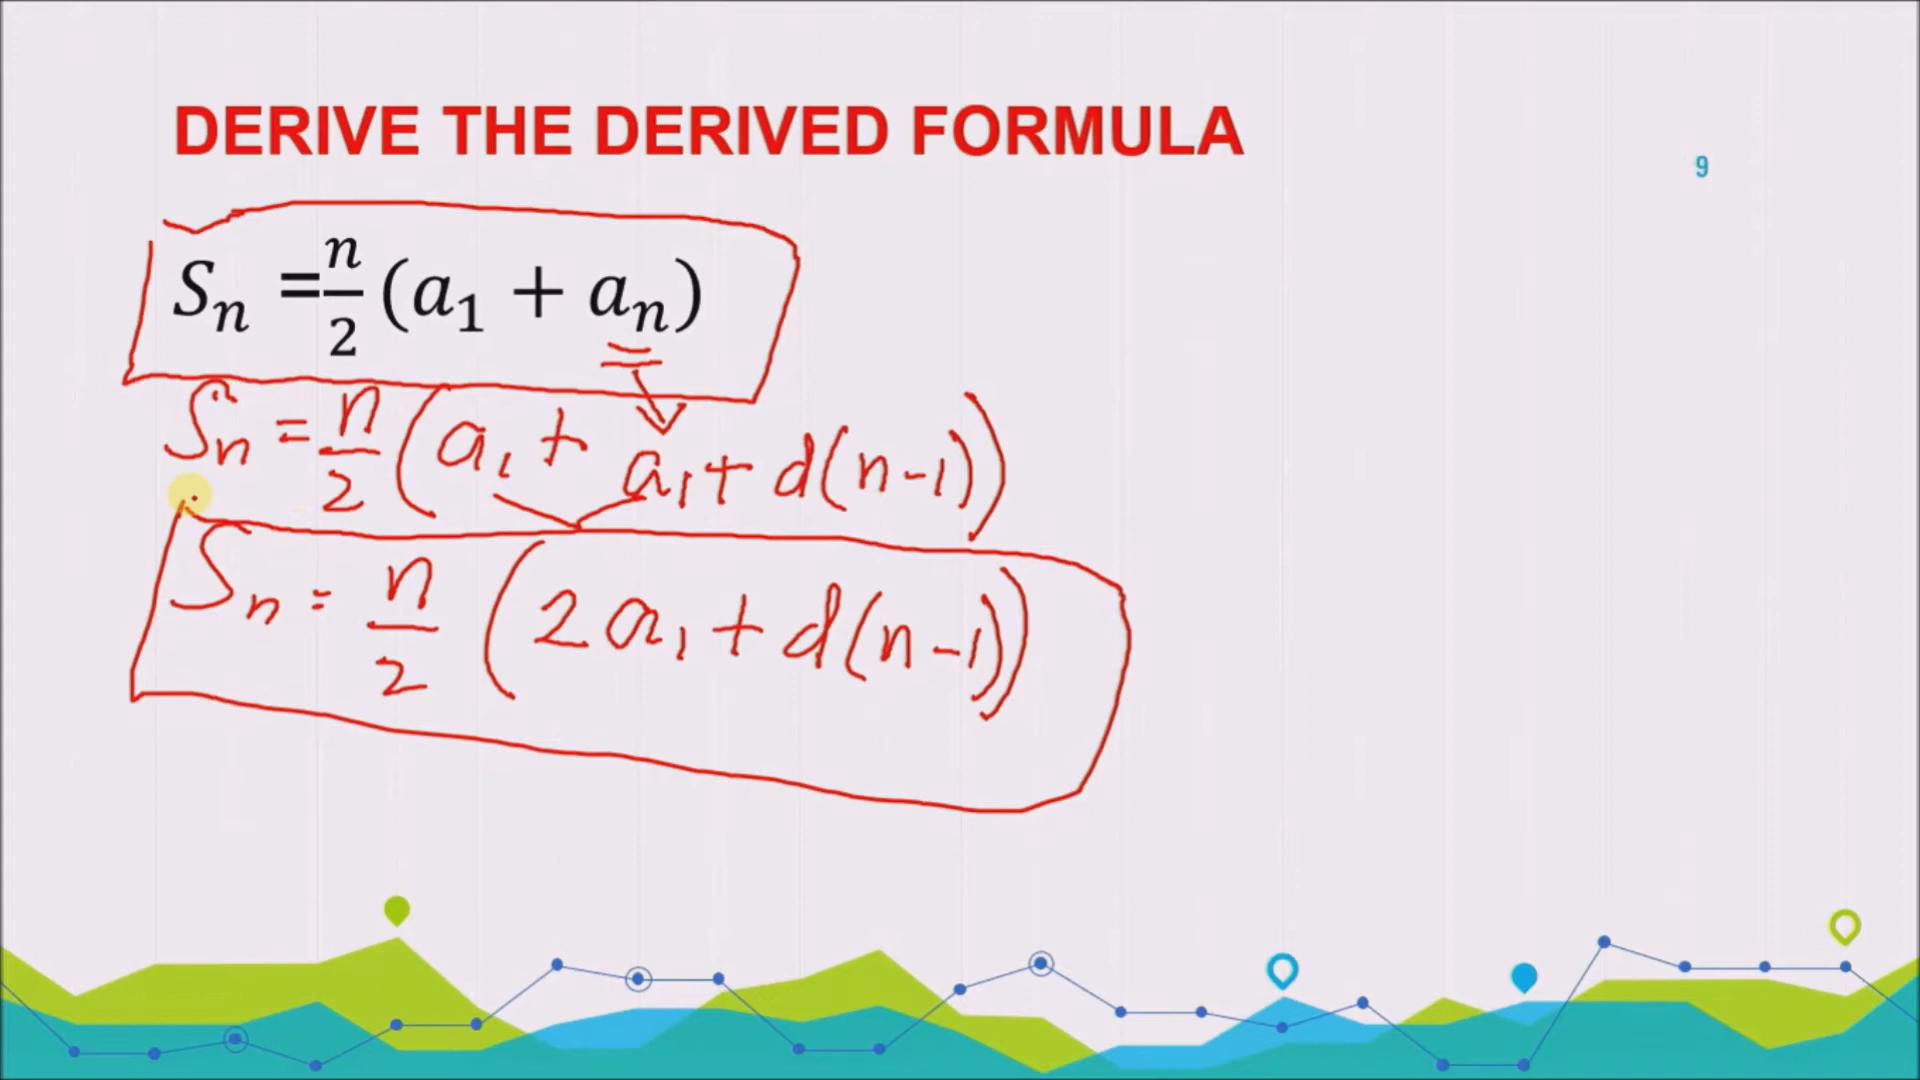 DERIVE THE DERIVED FORMULA
9
Sₙ = n/2 (a₁ + aₙ)
Sₙ = n/2 (a₁ + a₁ + d(n-1))
Sₙ = n/2 (2a₁ + d(n-1))